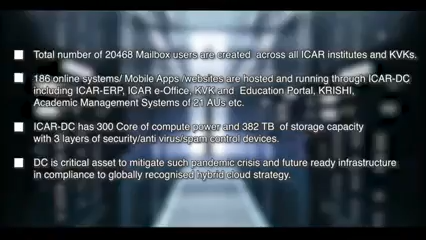 Total number of 20468 Mailbox users are created across all ICAR institutes and KVKs.
186 online systems/ Mobile Apps /websites are hosted and running through ICAR-DC
including ICAR-ERP, ICAR e-Office, KVK and Education Portal, KRISHI,
Academic Management Systems of 21 AUs etc.
ICAR-DC has 300 Core of compute power and 382 TB of storage capacity
with 3 layers of security/anti virus/spam control devices.
DC is critical asset to mitigate such pandemic crisis and future ready infrastructure
in compliance to globally recognised hybrid cloud strategy.